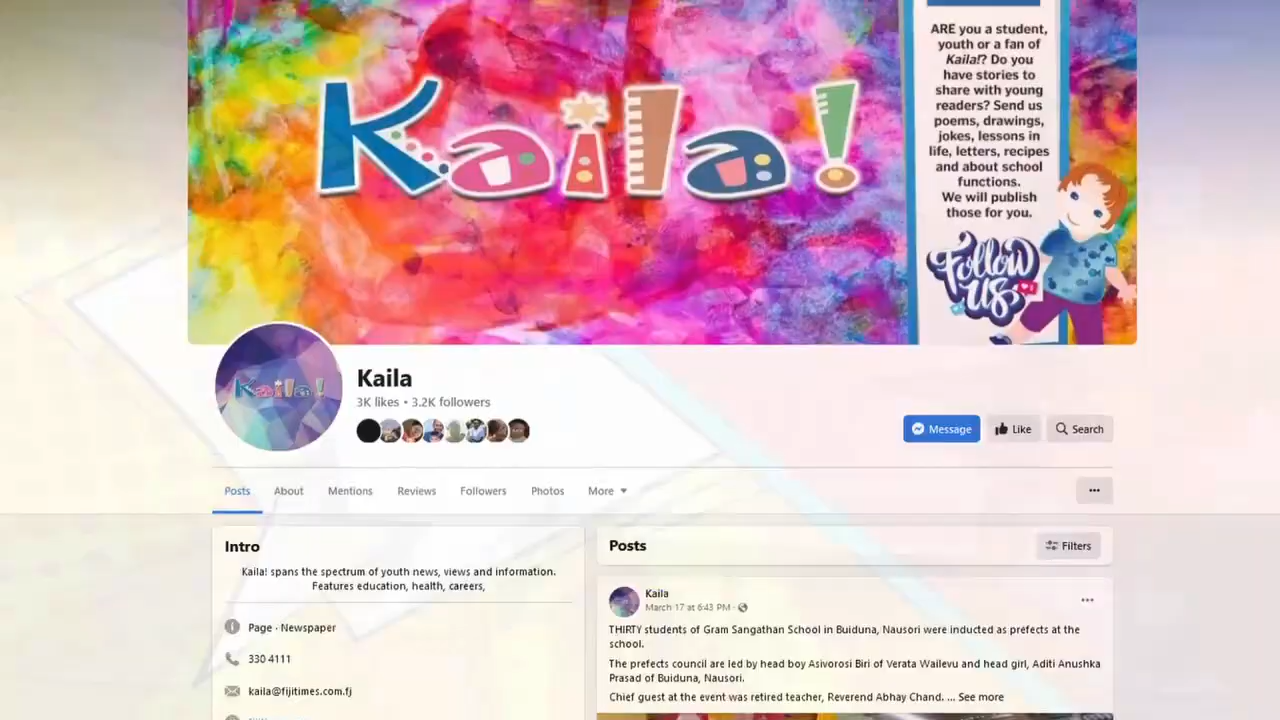 Kaila!
ARE you a student,
youth or a fan of
Kaila!? Do you
have stories to
share with young
readers? Send us
poems, drawings,
jokes, lessons in
life, letters, recipes
and about school
functions.
We will publish
those for you.
Follow
us
Kaila!
Kaila
3K likes • 3.2K followers
Message
Like
Search
Posts
About
Mentions
Reviews
Followers
Photos
More
Intro
Kaila! spans the spectrum of youth news, views and information.
Features education, health, careers,
Page · Newspaper
330 4111
kaila@fijitimes.com.fj
Posts
Filters
Kaila
March 17 at 6:43 PM ·
THIRTY students of Gram Sangathan School in Buiduna, Nausori were inducted as prefects at the
school.
The prefects council are led by head boy Asivorosi Biri of Verata Wailevu and head girl, Aditi Anushka
Prasad of Buiduna, Nausori.
Chief guest at the event was retired teacher, Reverend Abhay Chand. ... See more